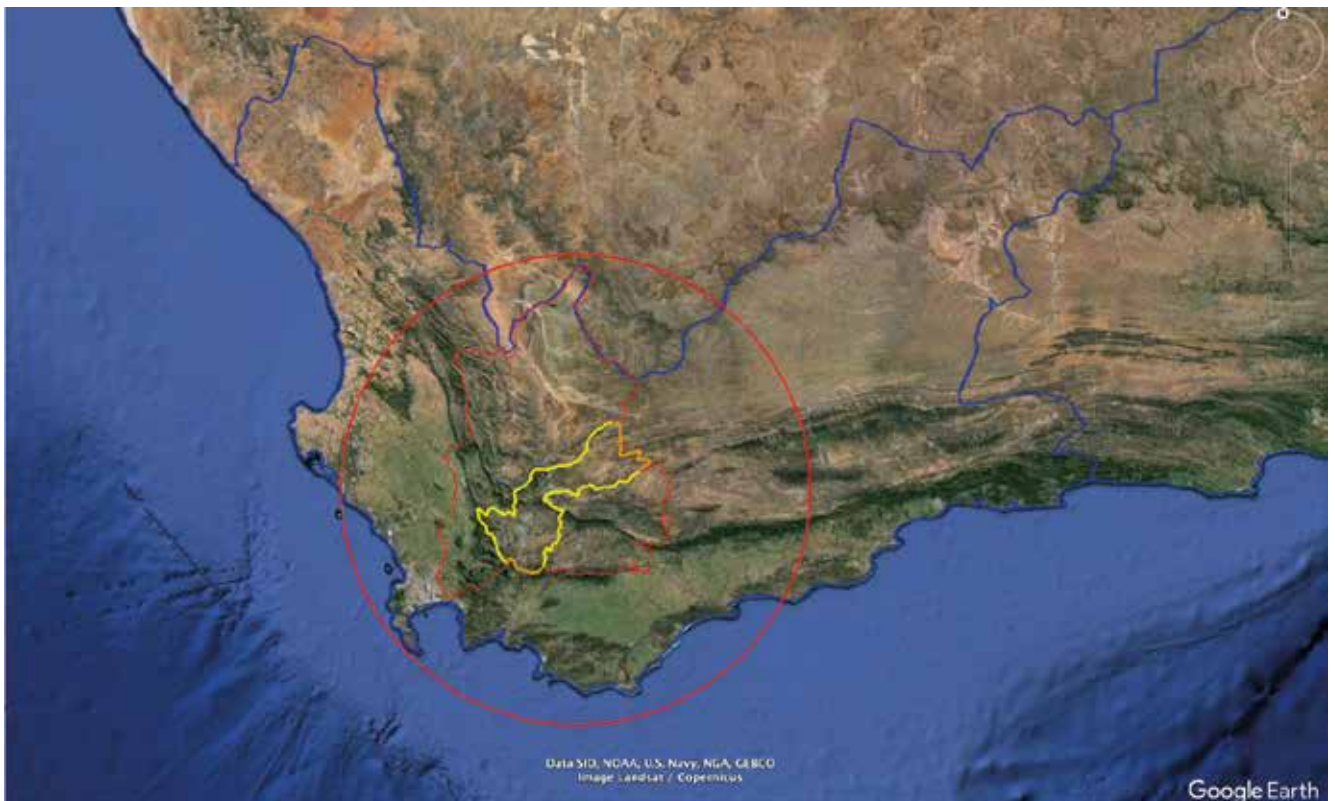 Data SIO, NOAA, U.S. Navy, NGA, GEBCO
Image Landsat / Copernicus
Google Earth